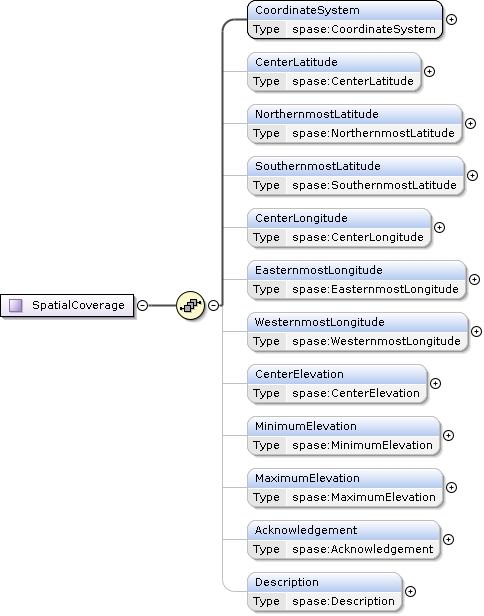 CoordinateSystem
Type spase:CoordinateSystem
CenterLatitude
Type spase:CenterLatitude
NorthernmostLatitude
Type spase:NorthernmostLatitude
SouthernmostLatitude
Type spase:SouthernmostLatitude
CenterLongitude
Type spase:CenterLongitude
EasternmostLongitude
Type spase:EasternmostLongitude
SpatialCoverage
WesternmostLongitude
Type spase:WesternmostLongitude
CenterElevation
Type spase:CenterElevation
MinimumElevation
Type spase:MinimumElevation
MaximumElevation
Type spase:MaximumElevation
Acknowledgement
Type spase:Acknowledgement
Description
Type spase:Description